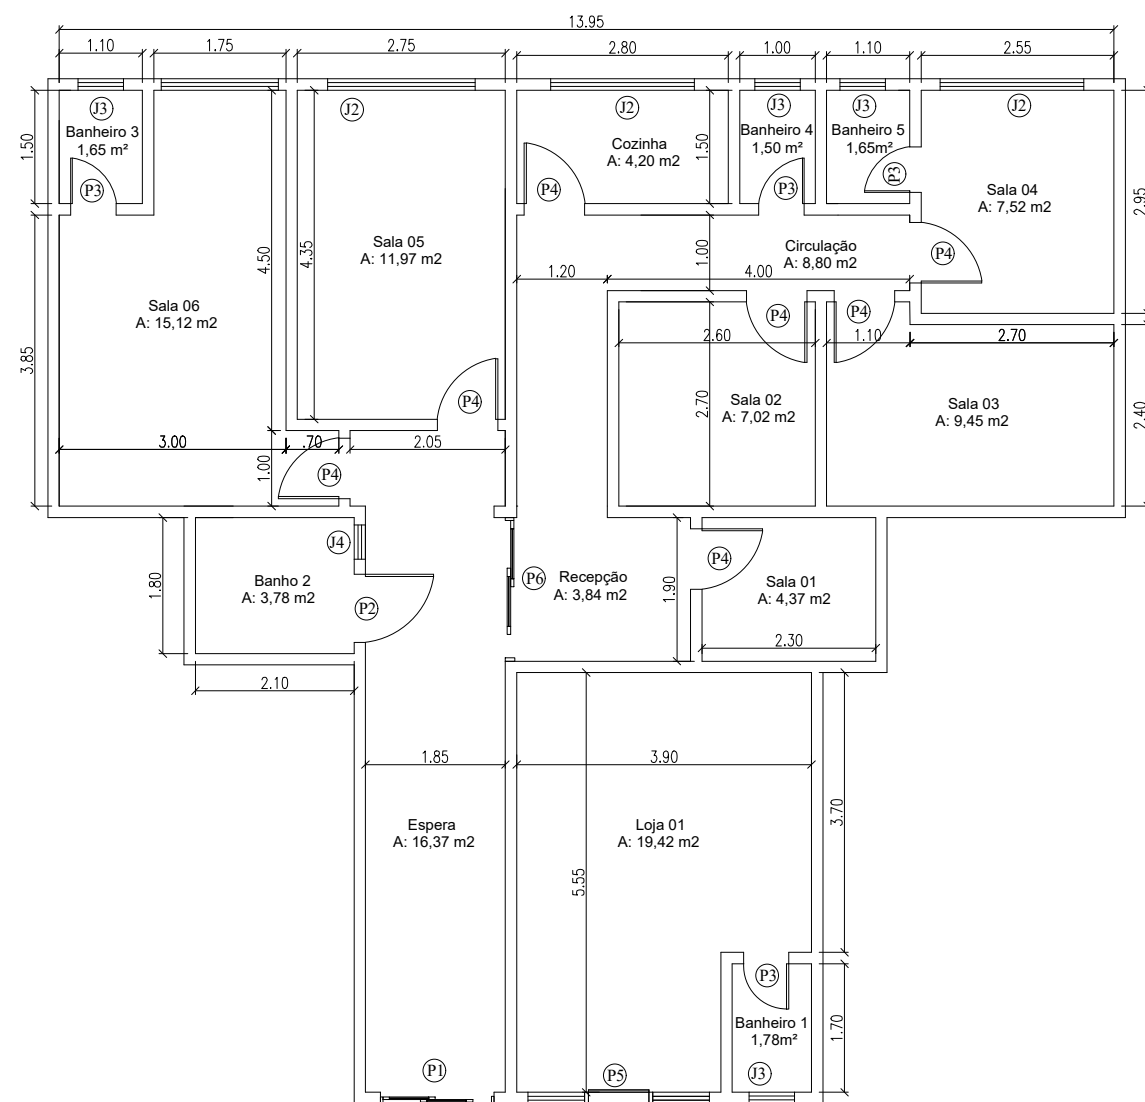 13.95
1.10
1.75
2.75
2.80
1.00
1.10
2.55
J3
Banheiro 3
1,65 m²
P3
1.50
J2
J2
Cozinha
A: 4,20 m2
1.50
P4
J3
Banheiro 4
1,50 m²
P3
J3
Banheiro 5
1,65m²
P3
J2
Sala 04
A: 7,52 m2
2.95
P4
Sala 05
A: 11,97 m2
4.35
4.50
Circulação
A: 8,80 m2
1.00
1.20
4.00
Sala 06
A: 15,12 m2
3.85
P4
P4
2.60
1.10
2.70
Sala 02
A: 7,02 m2
2.70
Sala 03
A: 9,45 m2
2.40
P4
3.00
.70
2.05
1.00
P4
J4
Banho 2
A: 3,78 m2
1.80
P2
2.10
P6
Recepção
A: 3,84 m2
1.90
P4
Sala 01
A: 4,37 m2
2.30
1.85
3.90
Espera
A: 16,37 m2
Loja 01
A: 19,42 m2
3.70
5.55
P3
Banheiro 1
1,78m²
1.70
P1
P5
J3